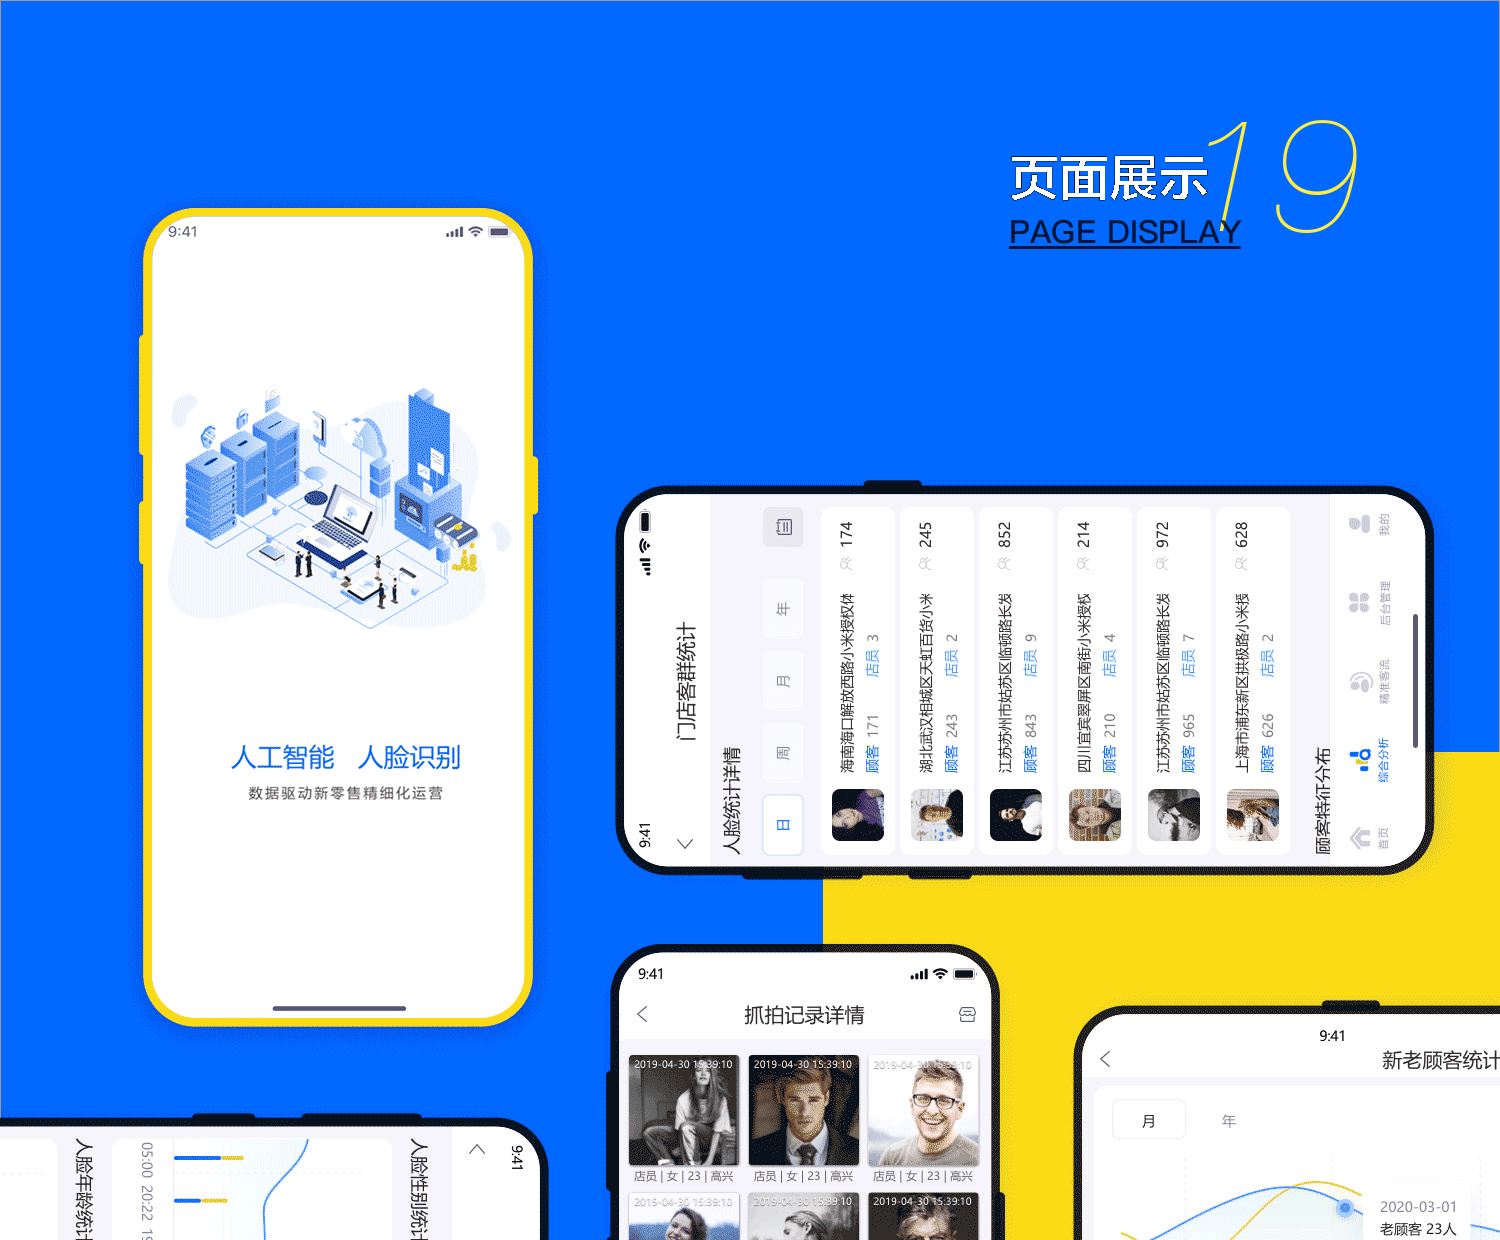 页面展示
19
PAGE DISPLAY
9:41
人工智能 人脸识别
数据驱动新零售精细化运营
9:41
门店客群统计
人脸统计详情
日 周 月 年
海南海口解放西路小米授权体 174
顾客 171 店员 3
湖北武汉相城区天虹百货小米 245
顾客 243 店员 2
江苏苏州市姑苏区临顿路长发 852
顾客 843 店员 9
四川宜宾翠屏区南街小米授权 214
顾客 210 店员 4
江苏苏州市姑苏区临顿路长发 972
顾客 965 店员 7
上海市浦东新区拱极路小米授 628
顾客 626 店员 2
顾客特征分布
首页 综合分析 精准客流 后台管理 我的
9:41
抓拍记录详情
2019-04-30 15:39:10 2019-04-30 15:39:10 2019-04-30 15:39:10
店员 | 女 | 23 | 高兴 店员 | 女 | 23 | 高兴 店员 | 女 | 23 | 高兴
2019-04-30 15:39:10 2019-04-30 15:39:10 2019-04-30 15:39:10
9:41
新老顾客统计
月 年
2020-03-01
老顾客 23人
9:41
人脸性别统计
05:00 20:22
人脸年龄统计